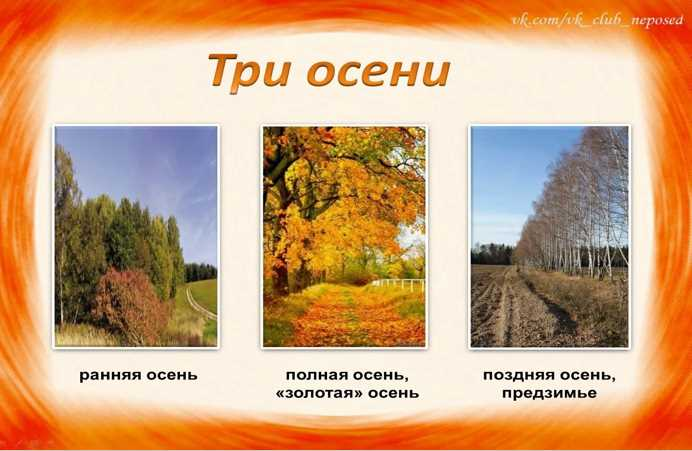 vk.com/vk_club_neposed
Три осени
ранняя осень
полная осень,
«золотая» осень
поздняя осень,
предзимье